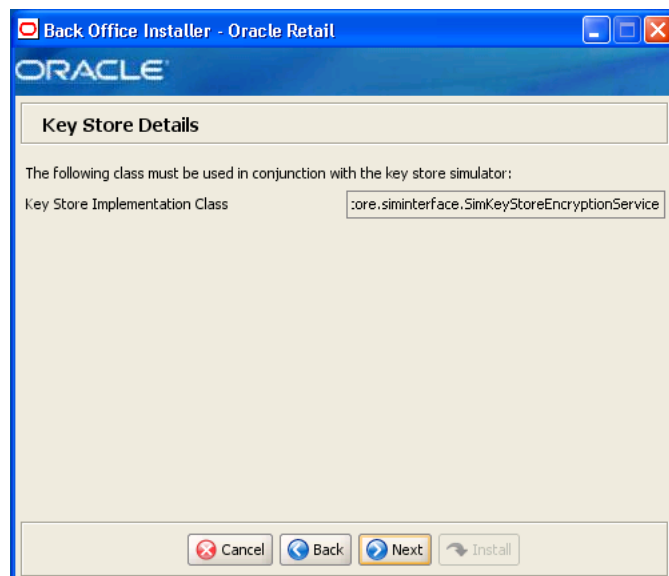 Back Office Installer - Oracle Retail
ORACLE
Key Store Details
The following class must be used in conjunction with the key store simulator:
Key Store Implementation Class :ore.siminterface.SimKeyStoreEncryptionService
Cancel Back Next Install